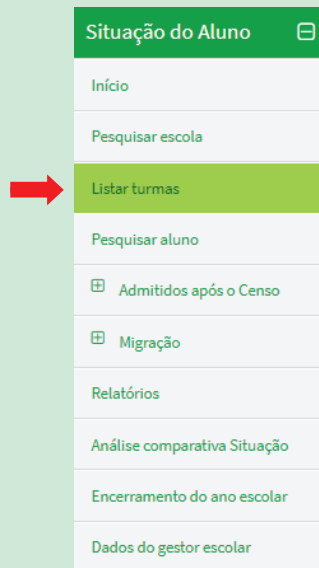 Situação do Aluno
Início
Pesquisar escola
Listar turmas
Pesquisar aluno
Admitidos após o Censo
Migração
Relatórios
Análise comparativa Situação
Encerramento do ano escolar
Dados do gestor escolar